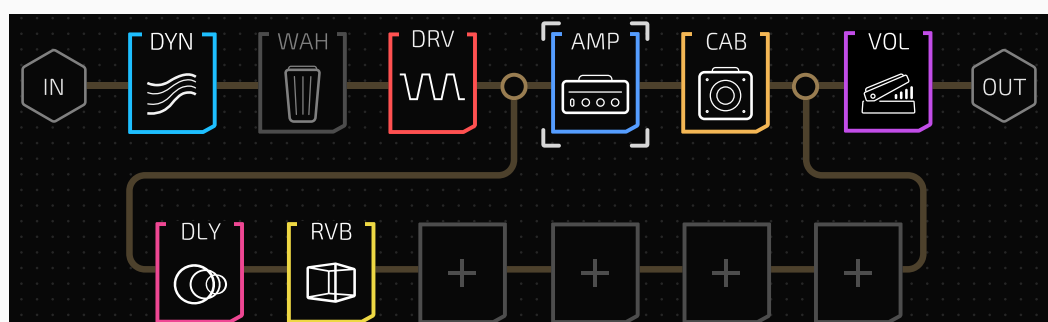 IN
DYN
WAH
DRV
AMP
CAB
VOL
OUT
DLY
RVB